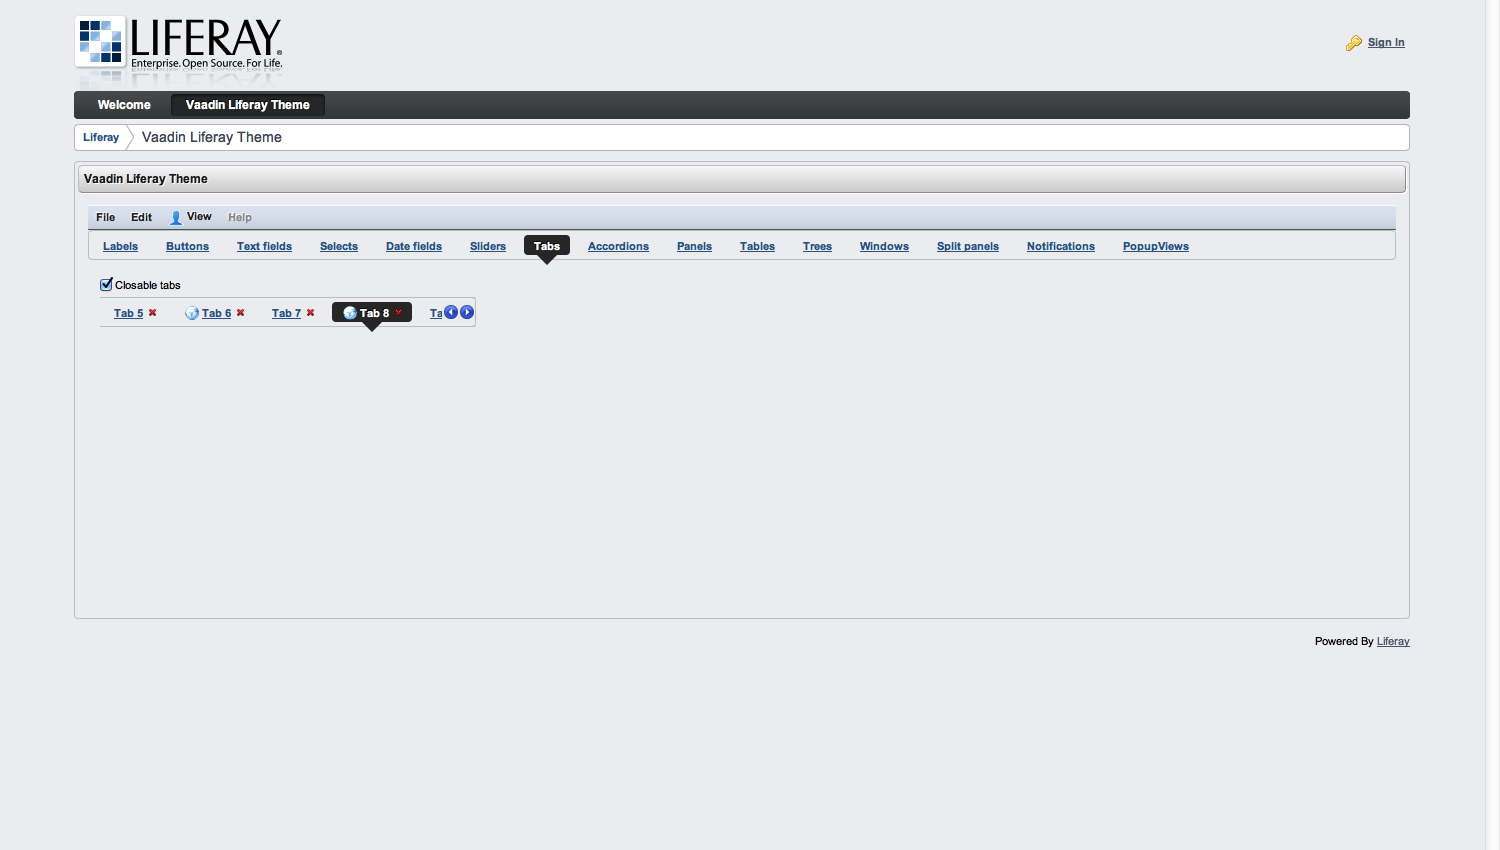 LIFERAY®
Enterprise. Open Source. For Life.
Sign In
Welcome Vaadin Liferay Theme
Liferay Vaadin Liferay Theme
Vaadin Liferay Theme
File Edit View Help
Labels Buttons Text fields Selects Date fields Sliders Tabs Accordions Panels Tables Trees Windows Split panels Notifications PopupViews
Closable tabs
Tab 5 Tab 6 Tab 7 Tab 8 Ta
Powered By Liferay